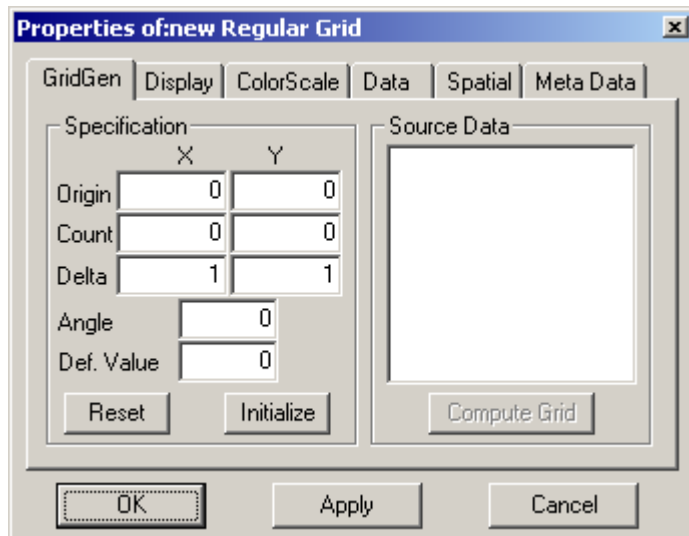 Properties of:new Regular Grid
GridGen Display ColorScale Data Spatial Meta Data
Specification
X Y
Origin 0 0
Count 0 0
Delta 1 1
Angle 0
Def. Value 0
Reset Initialize
Source Data
Compute Grid
OK Apply Cancel